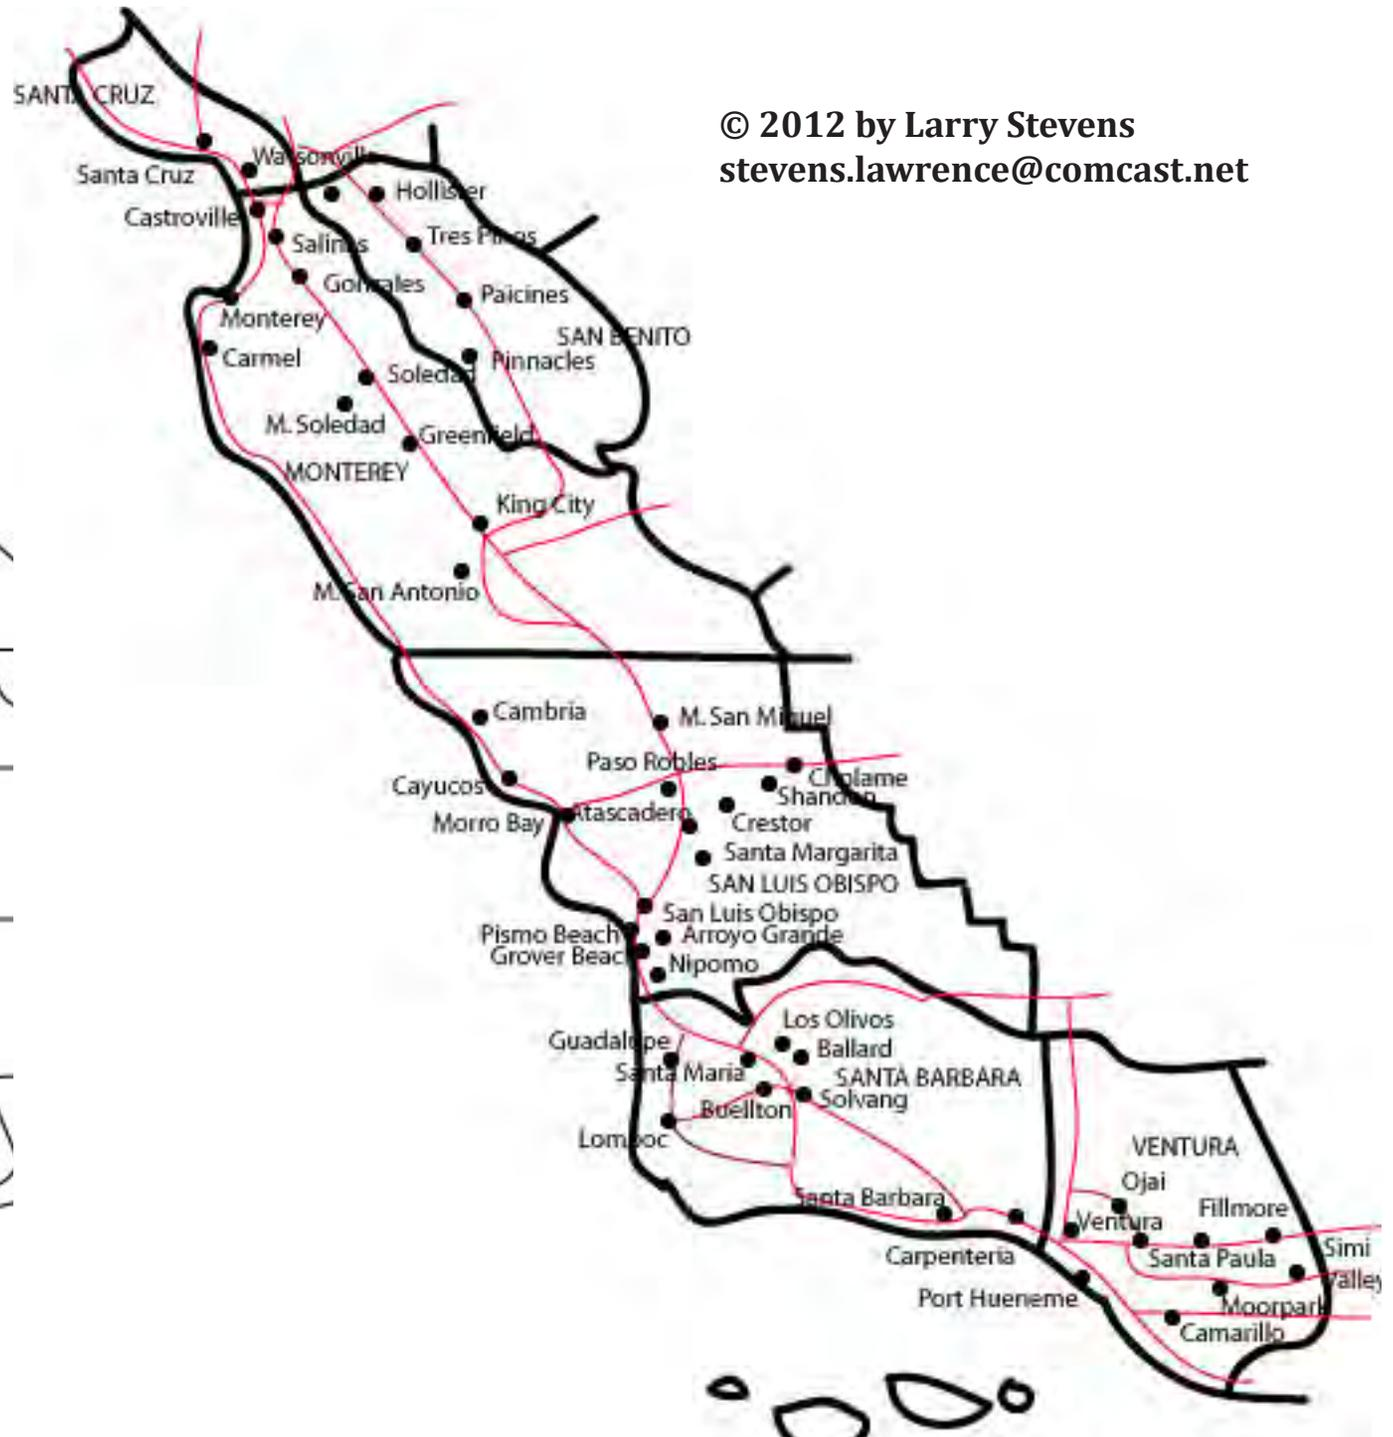 © 2012 by Larry Stevens
stevens.lawrence@comcast.net
SANTA CRUZ
Watsonville
Santa Cruz
Hollister
Castroville
Tres Pinos
Salinas
Gonzales
Paicines
Monterey
SAN BENITO
Carmel
Pinnacles
Soledad
M. Soledad
Greenfield
MONTEREY
King City
M. San Antonio
Cambria
M. San Miguel
Paso Robles
Cholame
Cayucos
Shandon
Atascadero
Morro Bay
Crestor
Santa Margarita
SAN LUIS OBISPO
San Luis Obispo
Pismo Beach
Arroyo Grande
Grover Beach
Nipomo
Los Olivos
Guadalupe
Ballard
Santa Maria
SANTA BARBARA
Solvang
Buellton
Lompoc
VENTURA
Ojai
Santa Barbara
Fillmore
Ventura
Simi
Valley
Carpenteria
Santa Paula
Port Hueneme
Moorpark
Camarillo